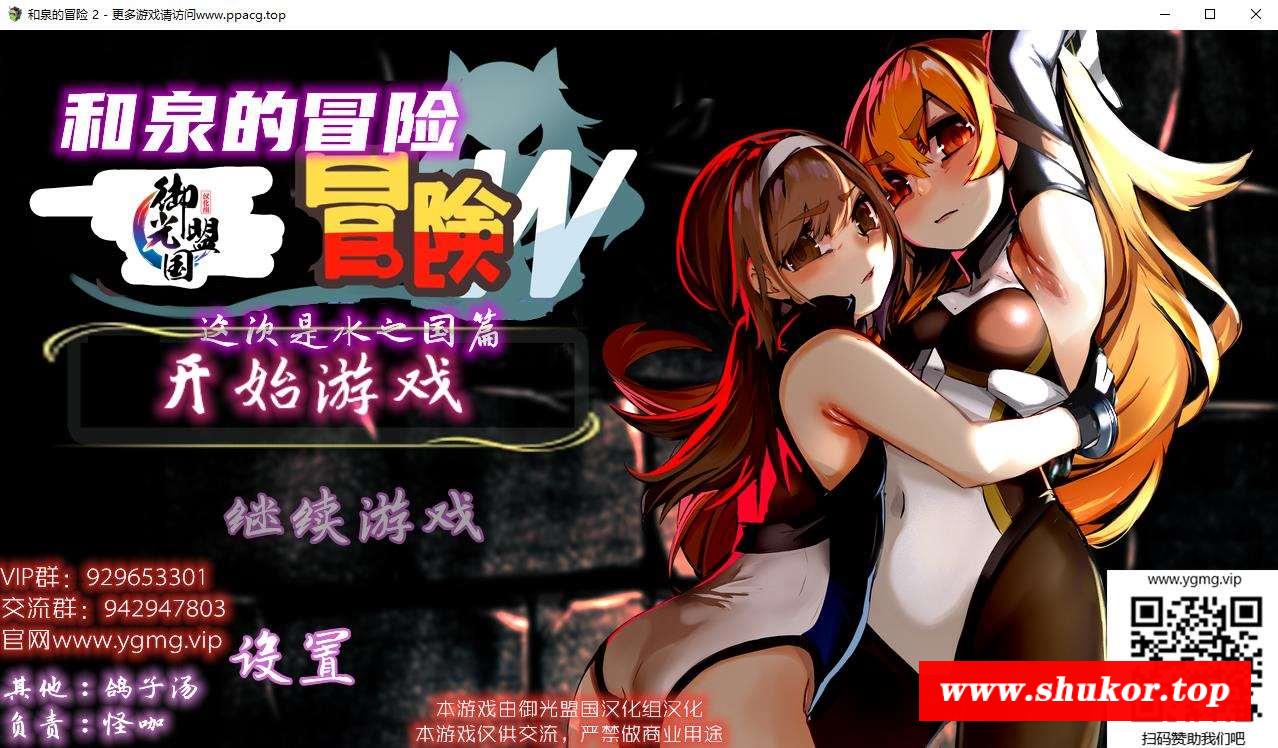 和泉的冒险 2 - 更多游戏请访问www.ppacg.top
和泉的冒险
御光盟国
汉化组
冒険W
这次是水之国篇
开始游戏
继续游戏
VIP群：929653301
交流群：942947803
官网www.ygmg.vip
设置
其他：鸽子汤
负责：怪咖
本游戏由御光盟国汉化组汉化
本游戏仅供交流，严禁做商业用途
www.ygmg.vip
www.shukor.top
扫码赞助我们吧